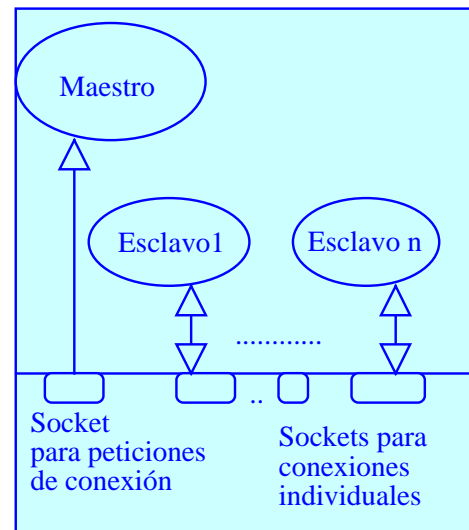 Maestro
Esclavo1
Esclavo n
............
..
Socket
para peticiones
de conexión
Sockets para
conexiones
individuales